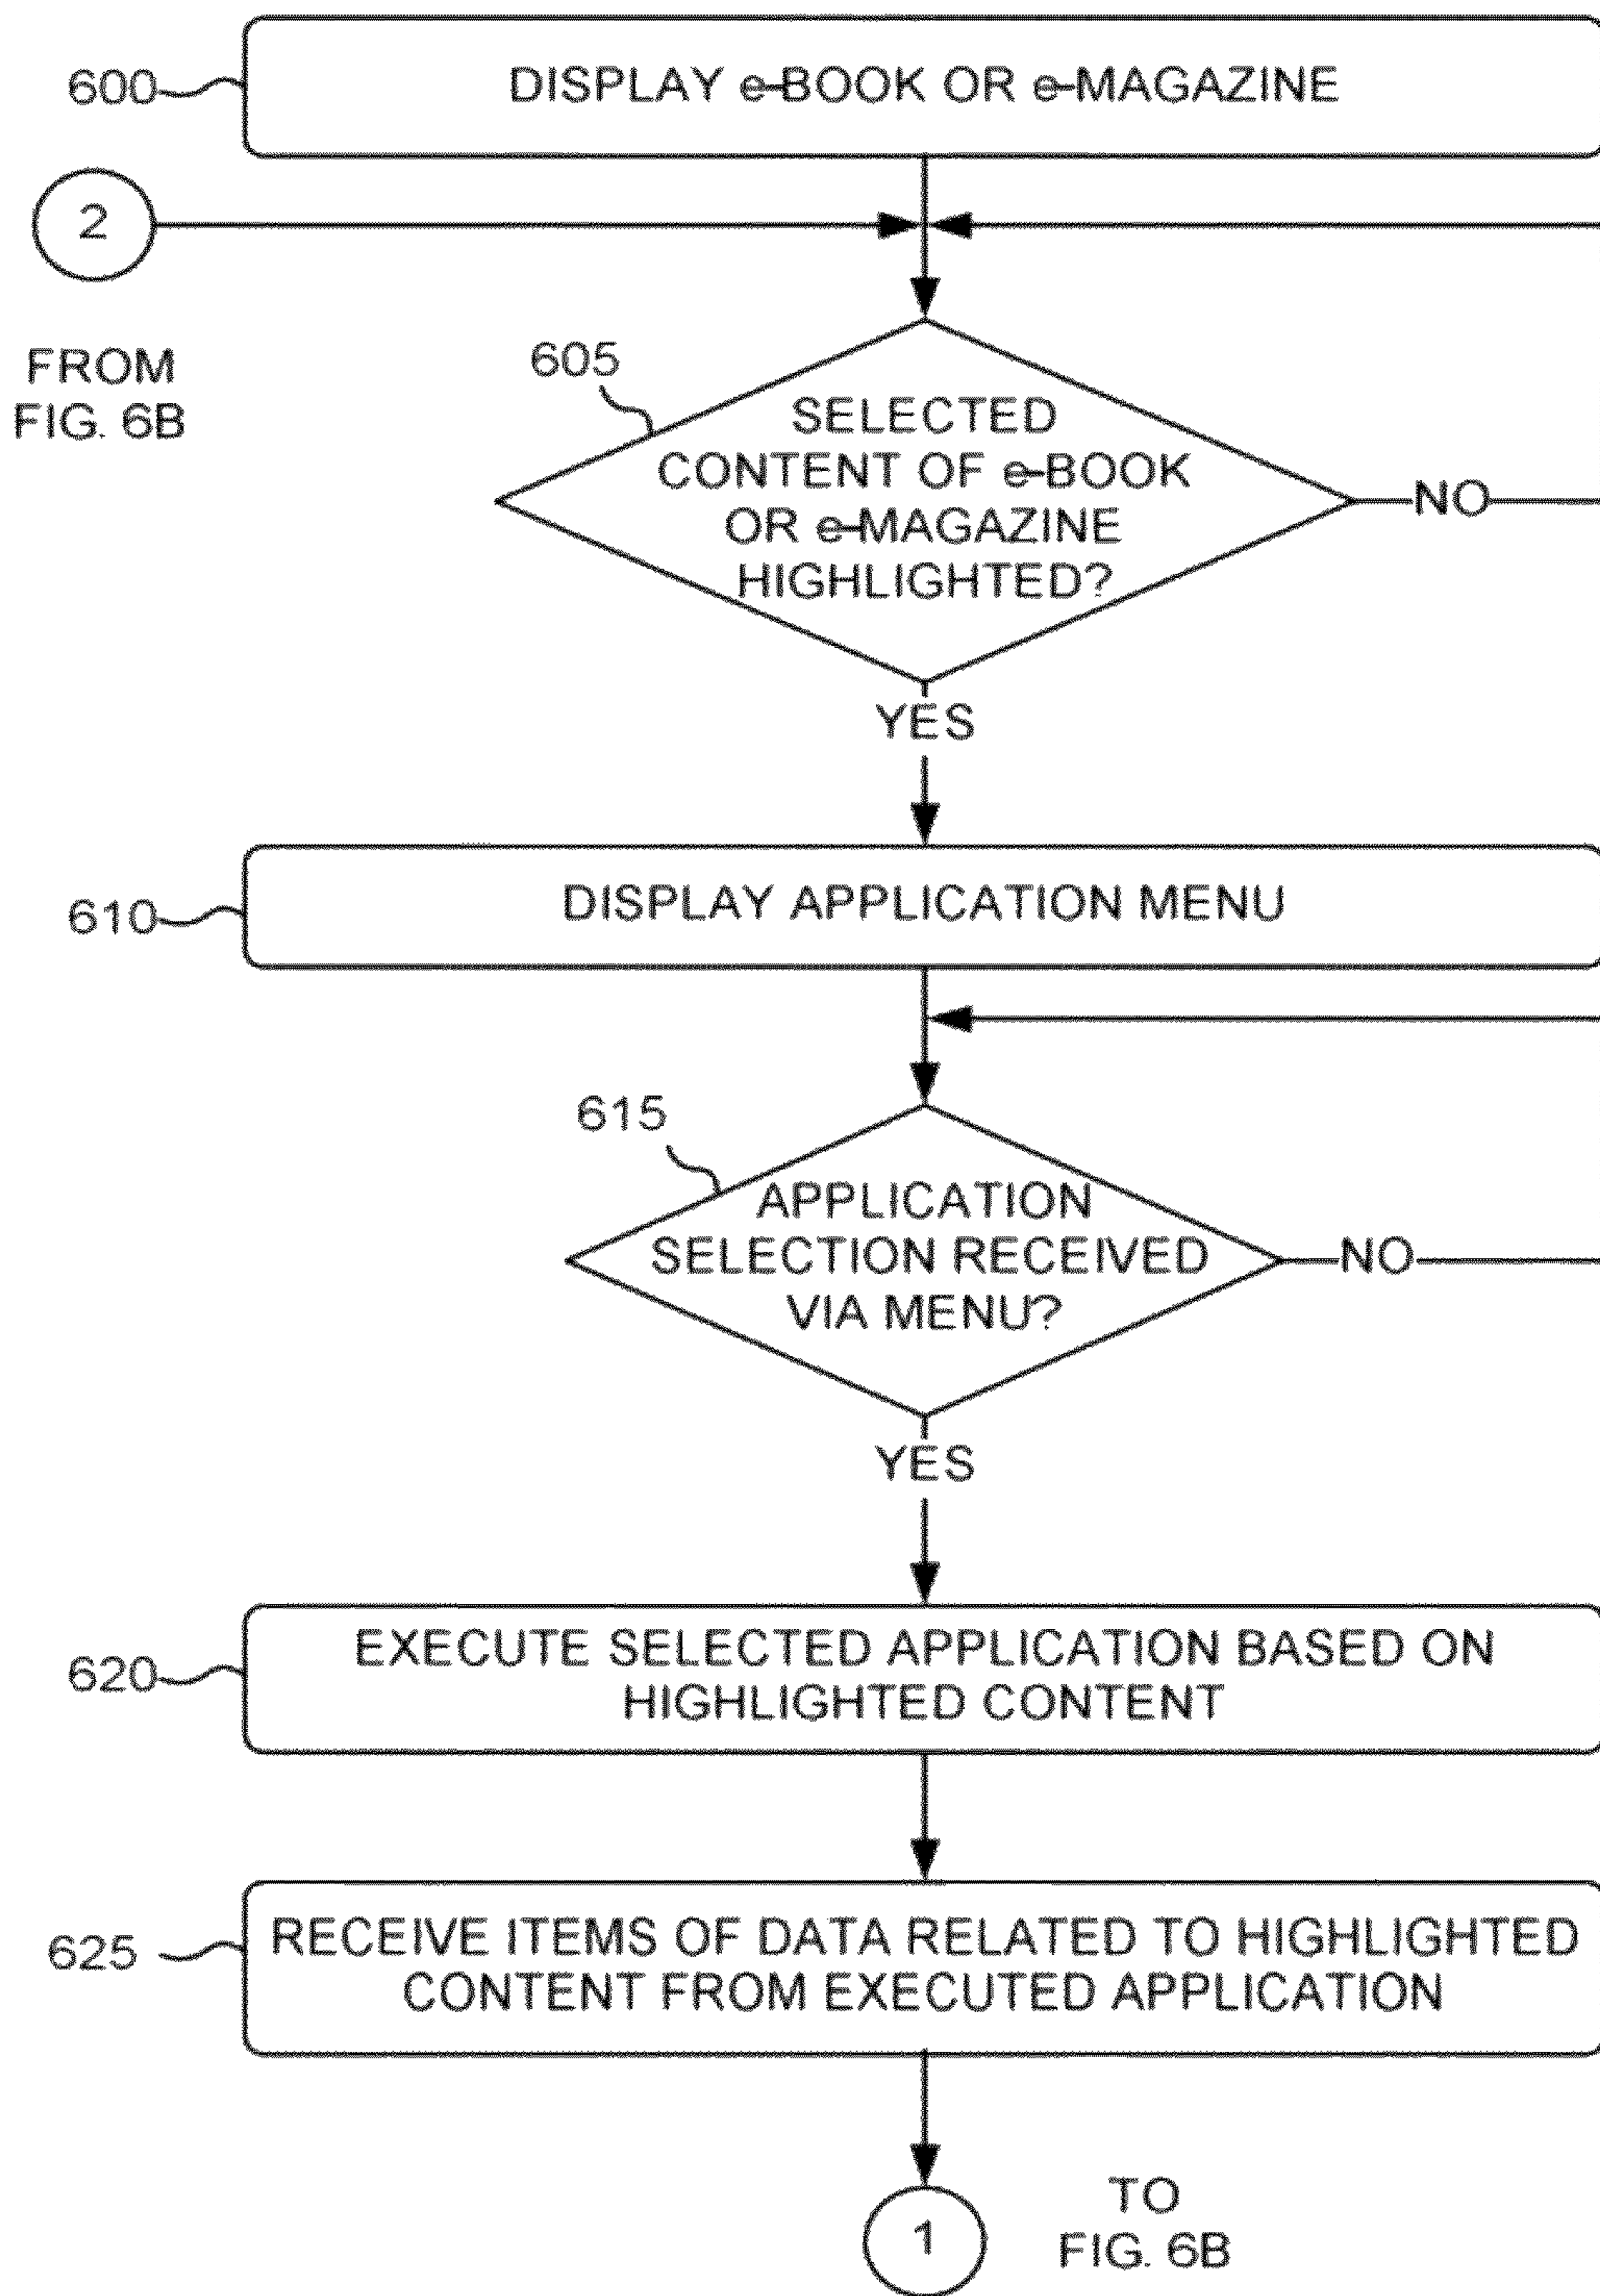 600
DISPLAY e-BOOK OR e-MAGAZINE
2
FROM
FIG. 6B
605
SELECTED
CONTENT OF e-BOOK
OR e-MAGAZINE
HIGHLIGHTED?
NO
YES
610
DISPLAY APPLICATION MENU
615
APPLICATION
SELECTION RECEIVED
VIA MENU?
NO
YES
620
EXECUTE SELECTED APPLICATION BASED ON
HIGHLIGHTED CONTENT
625
RECEIVE ITEMS OF DATA RELATED TO HIGHLIGHTED
CONTENT FROM EXECUTED APPLICATION
1
TO
FIG. 6B